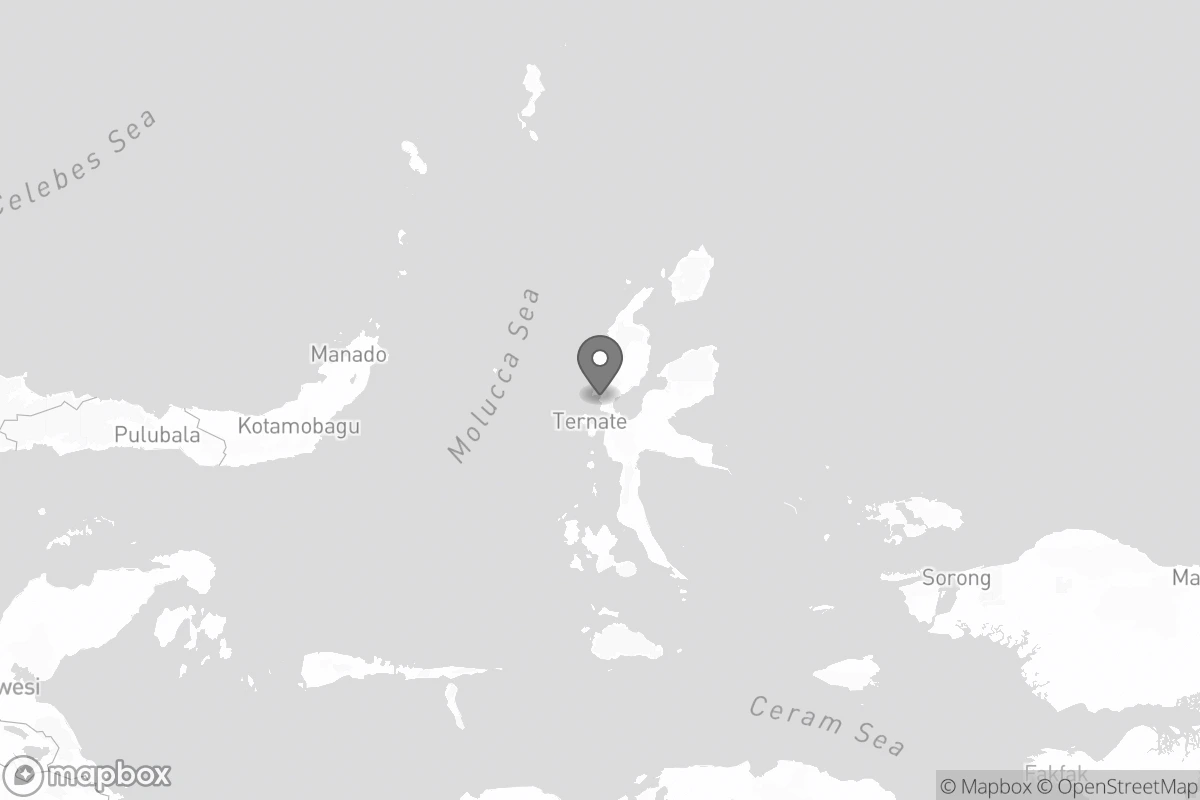 Celebes Sea
Molucca Sea
Manado
Kotamobagu
Pulubala
Ternate
Sorong
Ma
wesi
Ceram Sea
Fakfak
mapbox
© Mapbox © OpenStreetMap